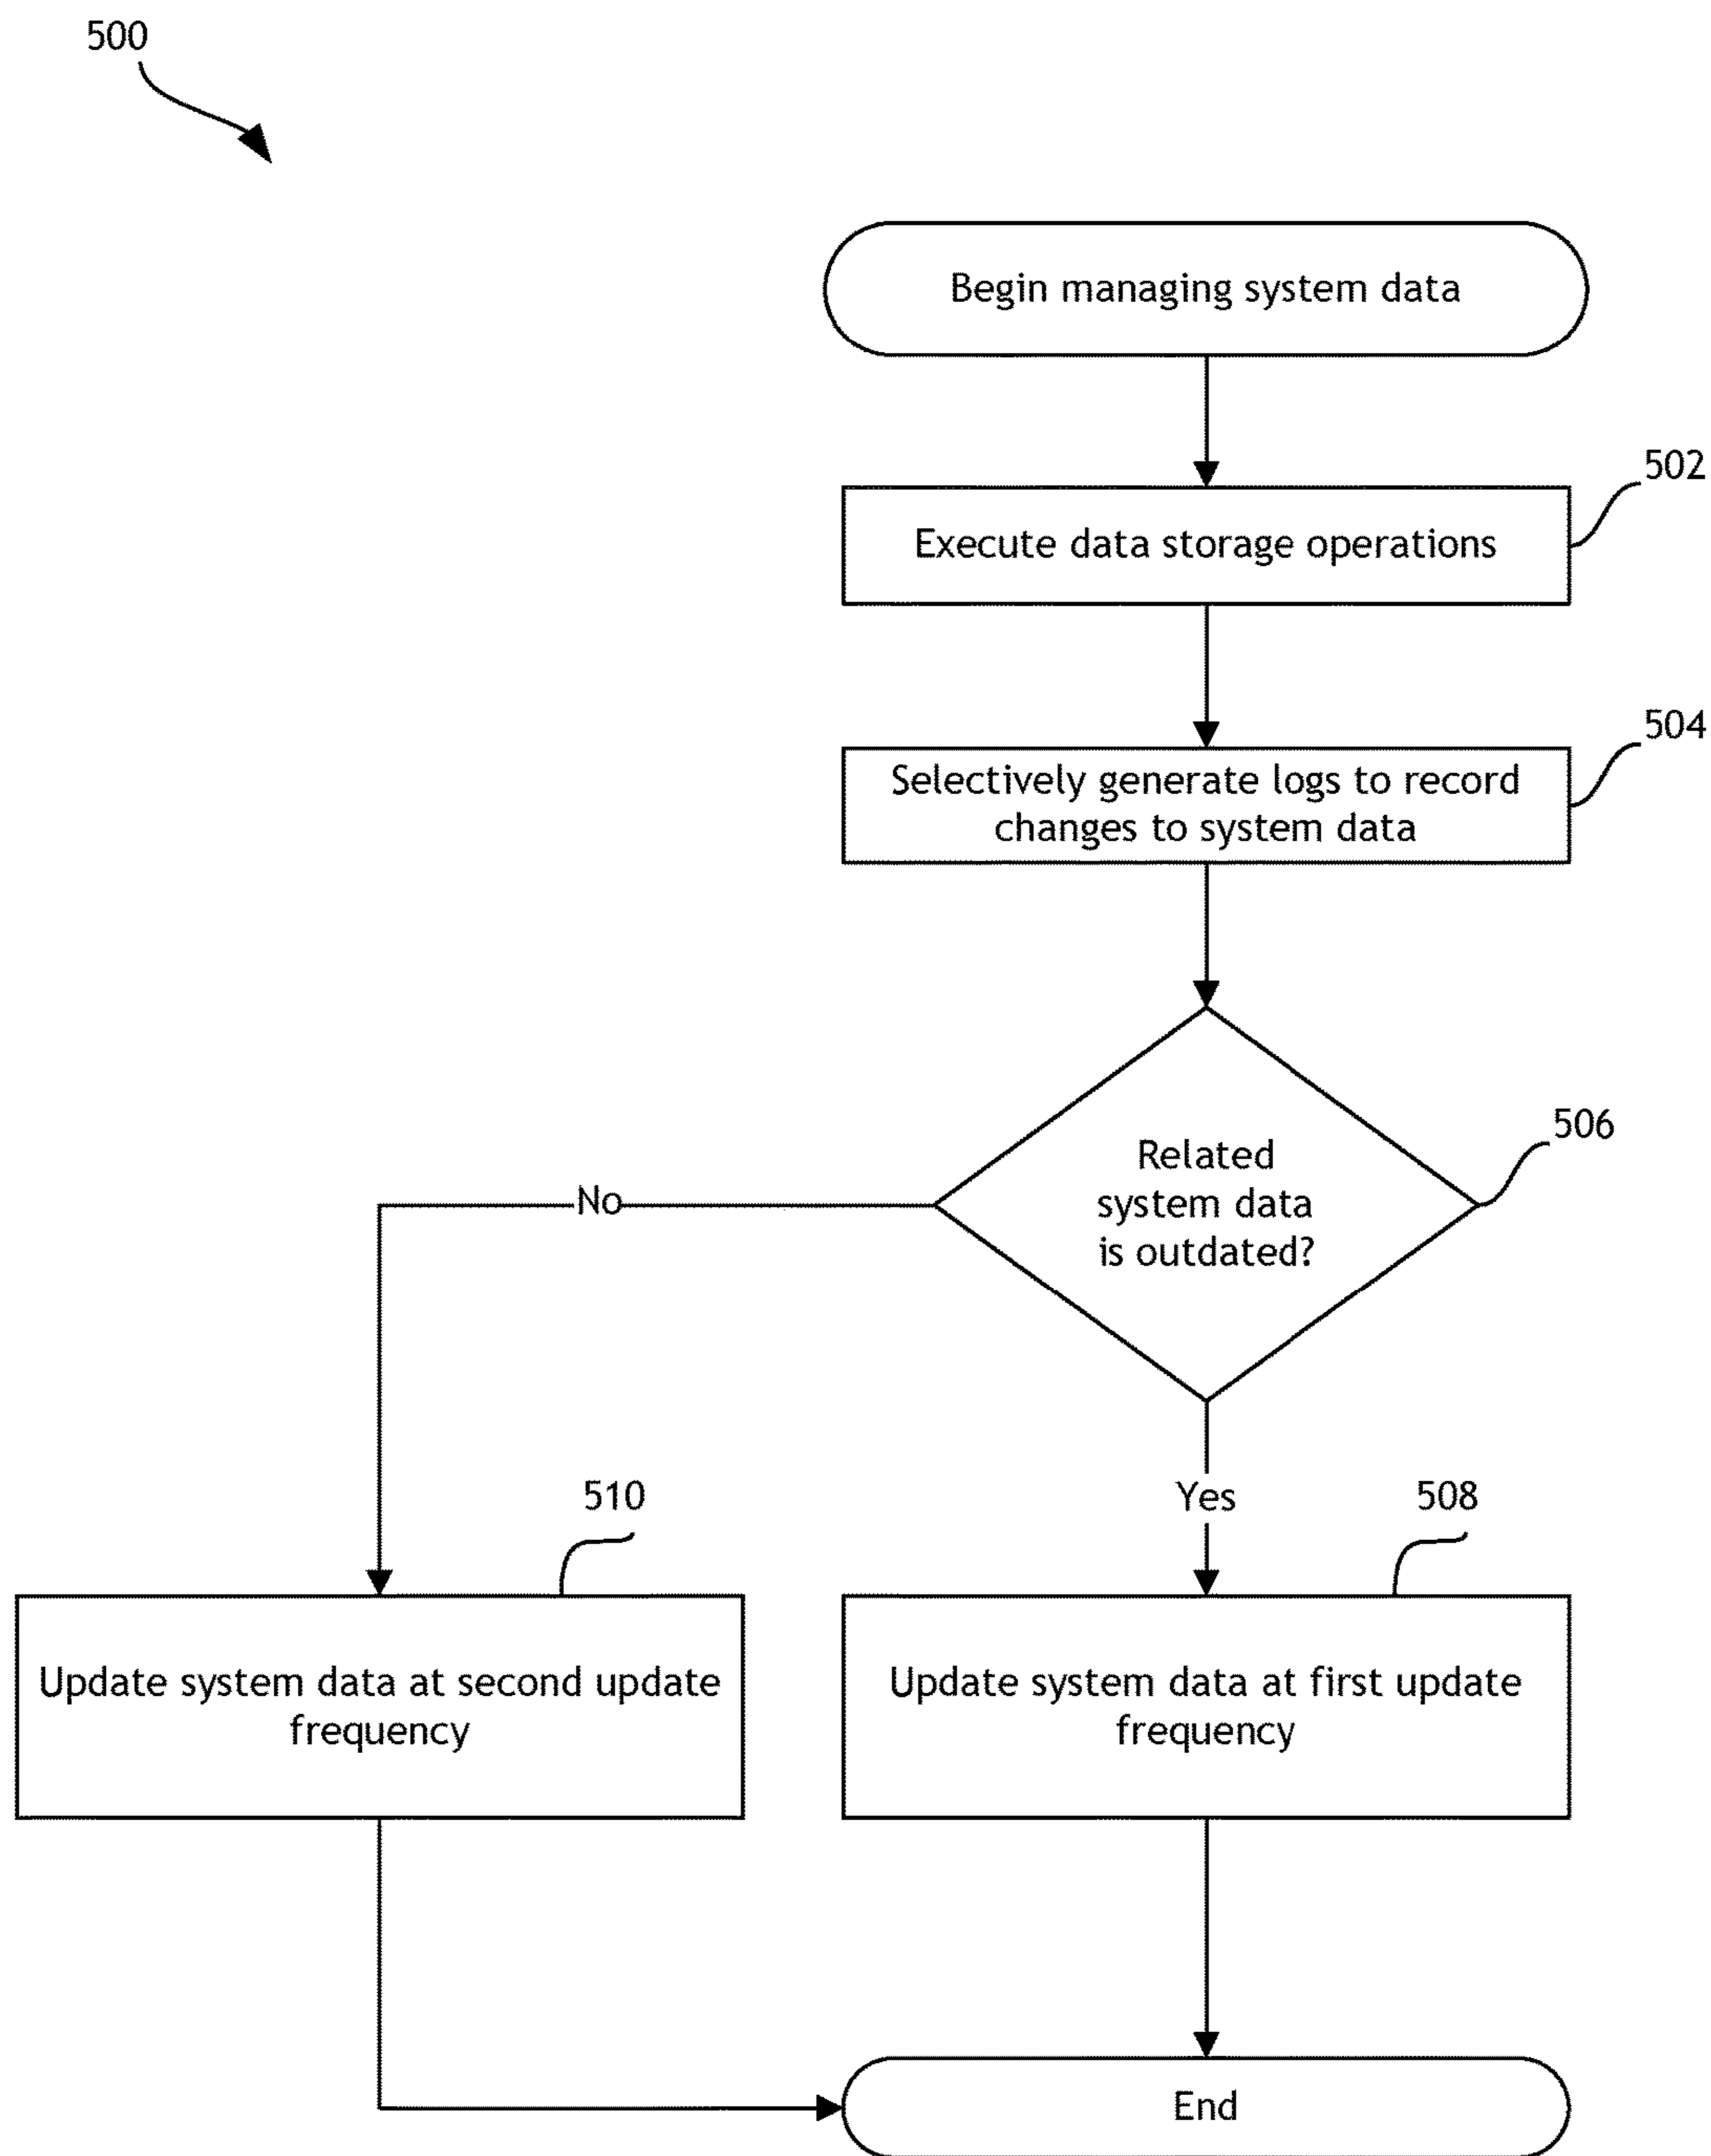 500
Begin managing system data
502
Execute data storage operations
504
Selectively generate logs to record
changes to system data
506
Related
system data
is outdated?
No
Yes
510
508
Update system data at second update
frequency
Update system data at first update
frequency
End